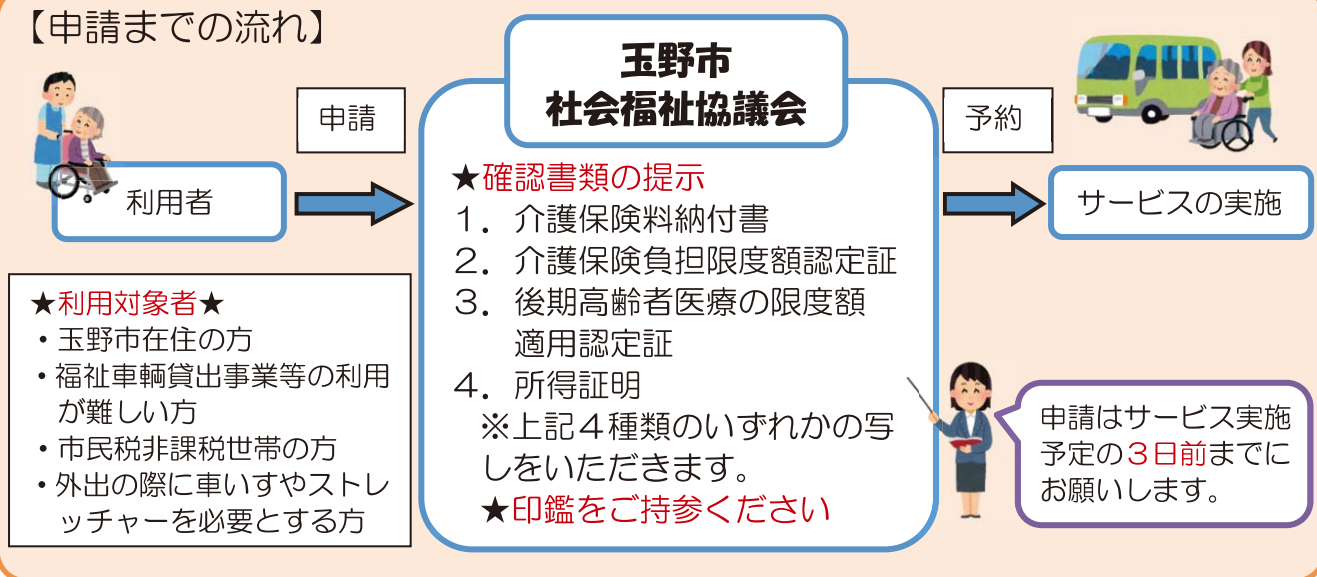 【申請までの流れ】
利用者
申請
玉野市
社会福祉協議会
★確認書類の提示
1. 介護保険料納付書
2. 介護保険負担限度額認定証
3. 後期高齢者医療の限度額
適用認定証
4. 所得証明
※上記4種類のいずれかの写
しをいただきます。
★印鑑をご持参ください
予約
サービスの実施
★利用対象者★
・玉野市在住の方
・福祉車輌貸出事業等の利用
が難しい方
・市民税非課税世帯の方
・外出の際に車いすやストレ
ッチャーを必要とする方
申請はサービス実施
予定の3日前までに
お願いします。